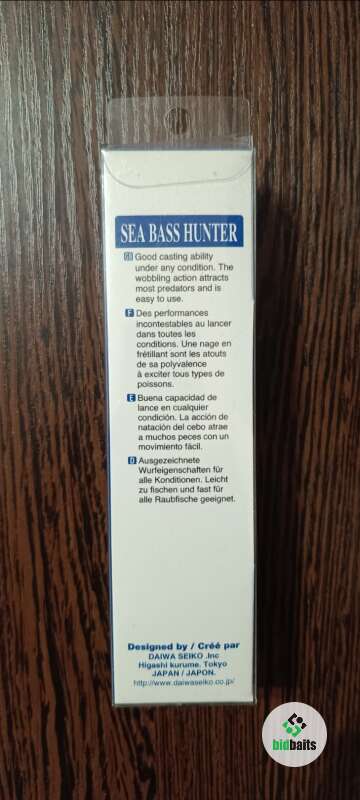 SEA BASS HUNTER
GB Good casting ability
under any condition. The
wobbling action attracts
most predators and is
easy to use.
F Des performances
incontestables au lancer
dans toutes les
conditions. Une nage en
frétillant sont les atouts
de sa polyvalence
à exciter tous types de
poissons.
E Buena capacidad de
lance en cualquier
condición. La acción de
natación del cebo atrae
a muchos peces con un
movimiento fácil.
D Ausgezeichnete
Wurfeigenschaften für
alle Konditionen. Leicht
zu fischen und fast für
alle Raubfische geeignet.
Designed by / Créé par
DAIWA SEIKO .Inc
Higashi kurume. Tokyo
JAPAN / JAPON.
http://www.daiwaseiko.co.jp/
bidbaits